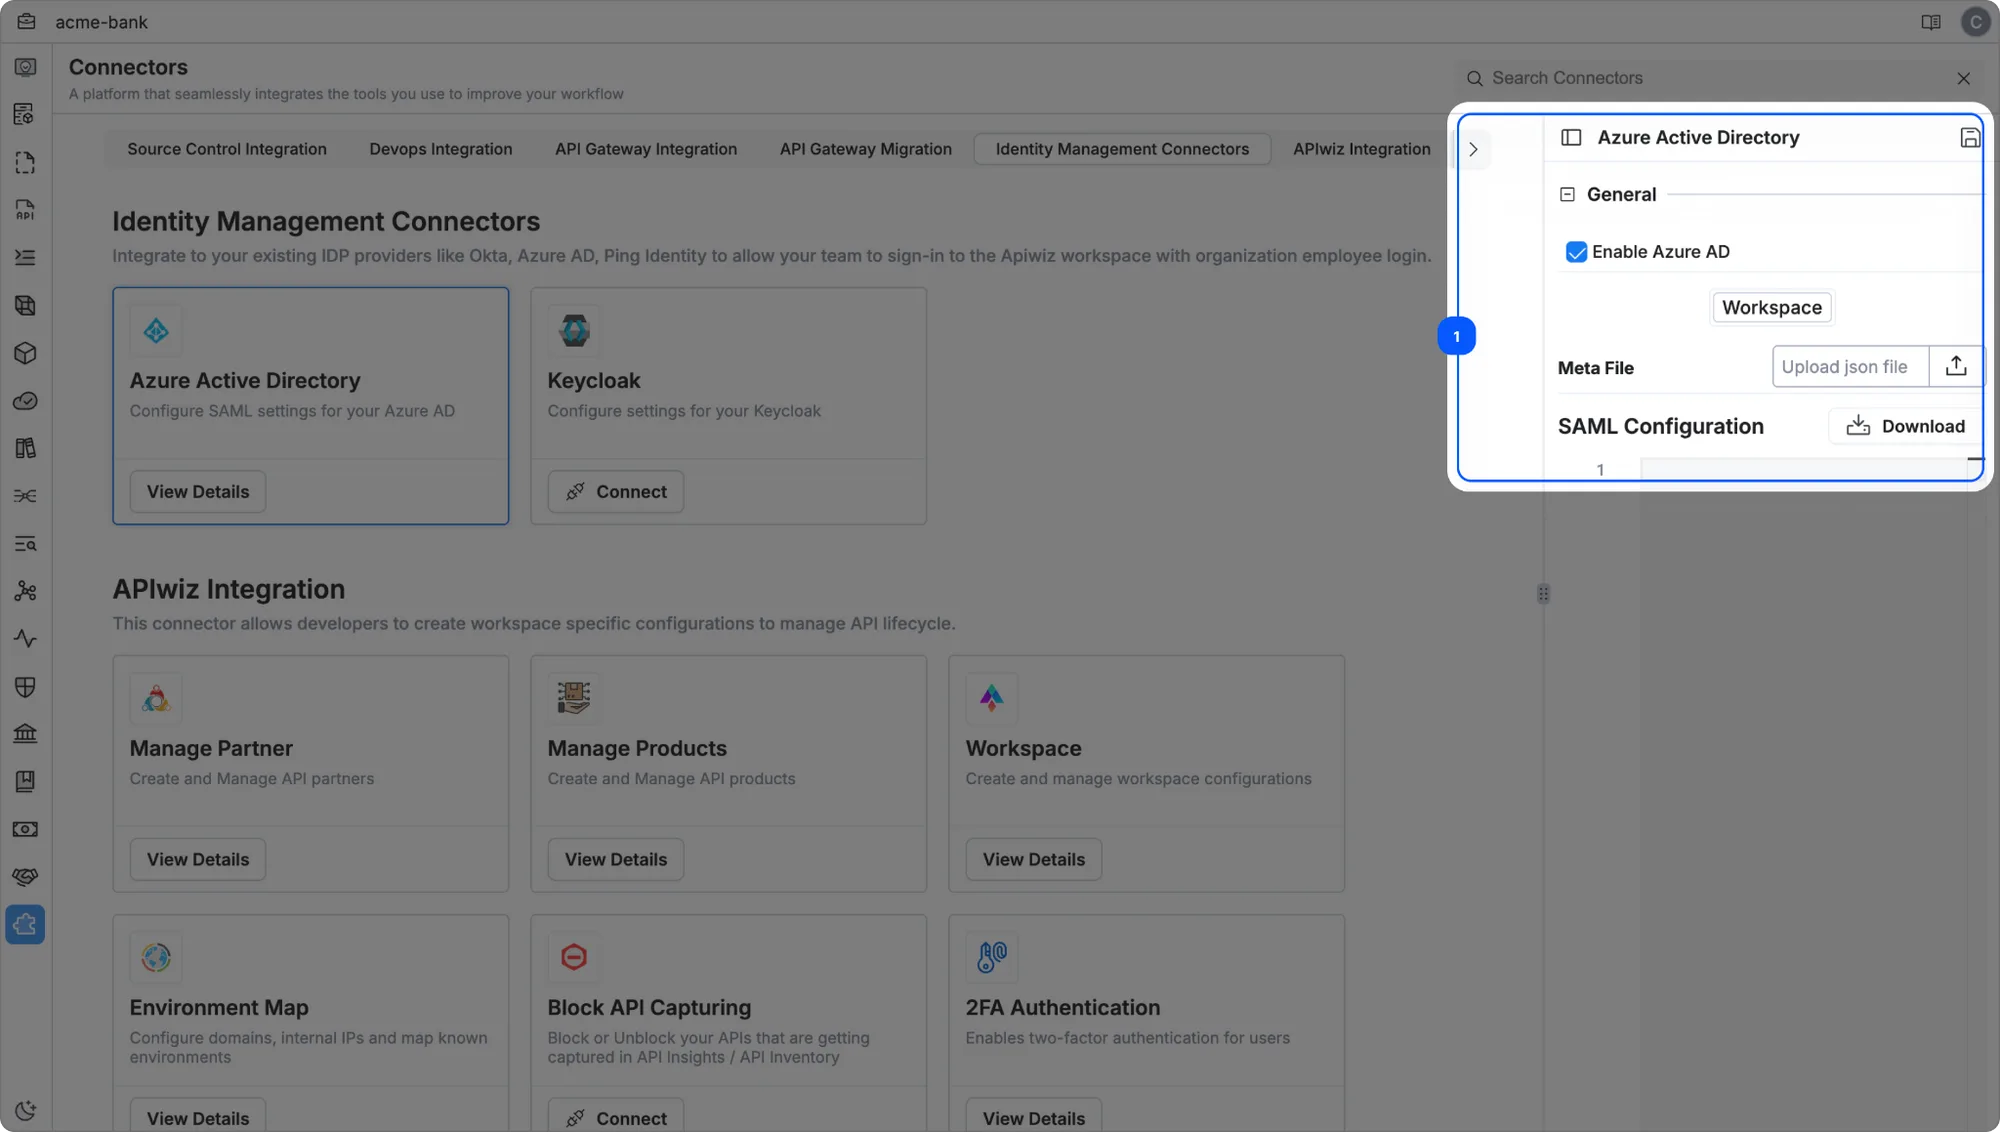 acme-bank
C
Connectors
A platform that seamlessly integrates the tools you use to improve your workflow
Search Connectors
Source Control Integration
Devops Integration
API Gateway Integration
API Gateway Migration
Identity Management Connectors
APIwiz Integration
Azure Active Directory
General
Enable Azure AD
Workspace
1
Meta File
Upload json file
SAML Configuration
Download
1
Identity Management Connectors
Integrate to your existing IDP providers like Okta, Azure AD, Ping Identity to allow your team to sign-in to the Apiwiz workspace with organization employee login.
Azure Active Directory
Configure SAML settings for your Azure AD
View Details
Keycloak
Configure settings for your Keycloak
Connect
APIwiz Integration
This connector allows developers to create workspace specific configurations to manage API lifecycle.
Manage Partner
Create and Manage API partners
View Details
Manage Products
Create and Manage API products
View Details
Workspace
Create and manage workspace configurations
View Details
Environment Map
Configure domains, internal IPs and map known
environments
View Details
Block API Capturing
Block or Unblock your APIs that are getting
captured in API Insights / API Inventory
Connect
2FA Authentication
Enables two-factor authentication for users
View Details
API